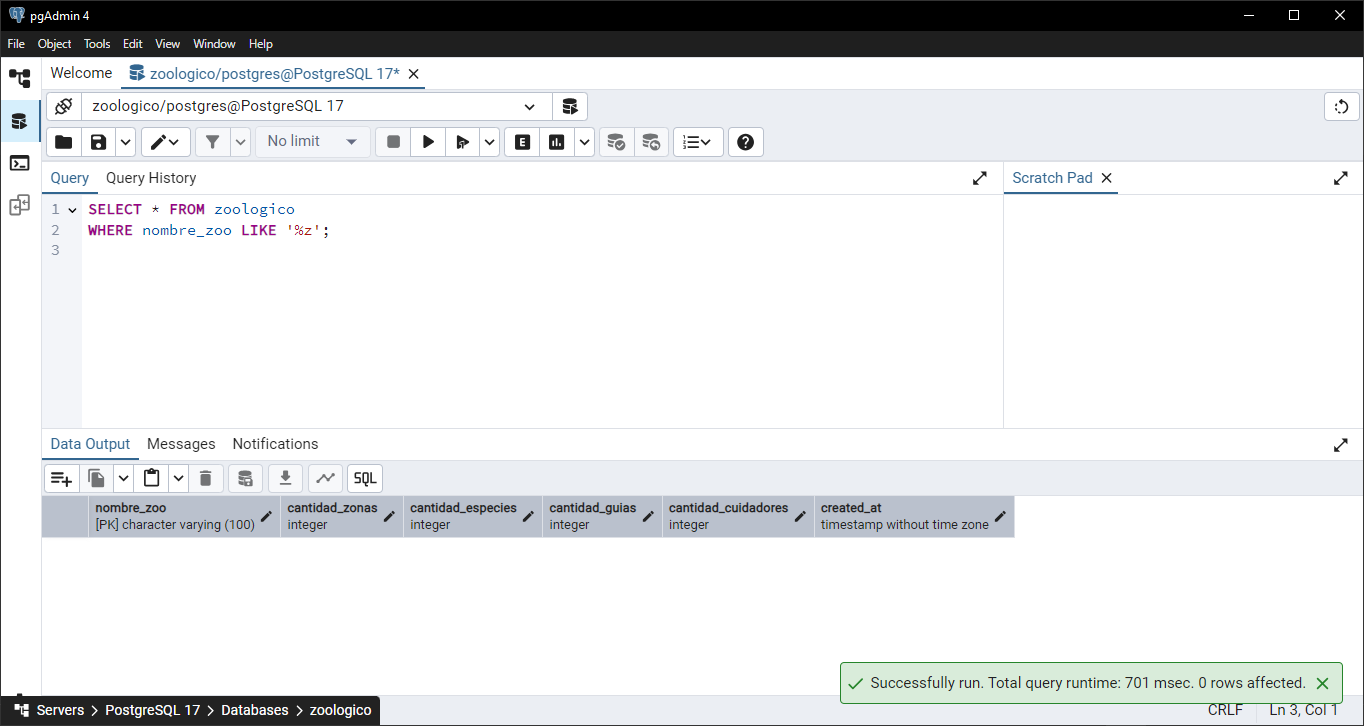 pgAdmin 4
File Object Tools Edit View Window Help
Welcome zoologico/postgres@PostgreSQL 17*
zoologico/postgres@PostgreSQL 17
No limit
E
Query Query History
Scratch Pad
1 SELECT * FROM zoologico
2 WHERE nombre_zoo LIKE '%z';
3
Data Output Messages Notifications
SQL
nombre_zoo cantidad_zonas cantidad_especies cantidad_guias cantidad_cuidadores created_at
[PK] character varying (100) integer integer integer integer timestamp without time zone
Successfully run. Total query runtime: 701 msec. 0 rows affected.
Servers PostgreSQL 17 Databases zoologico
CRLF Ln 3, Col 1